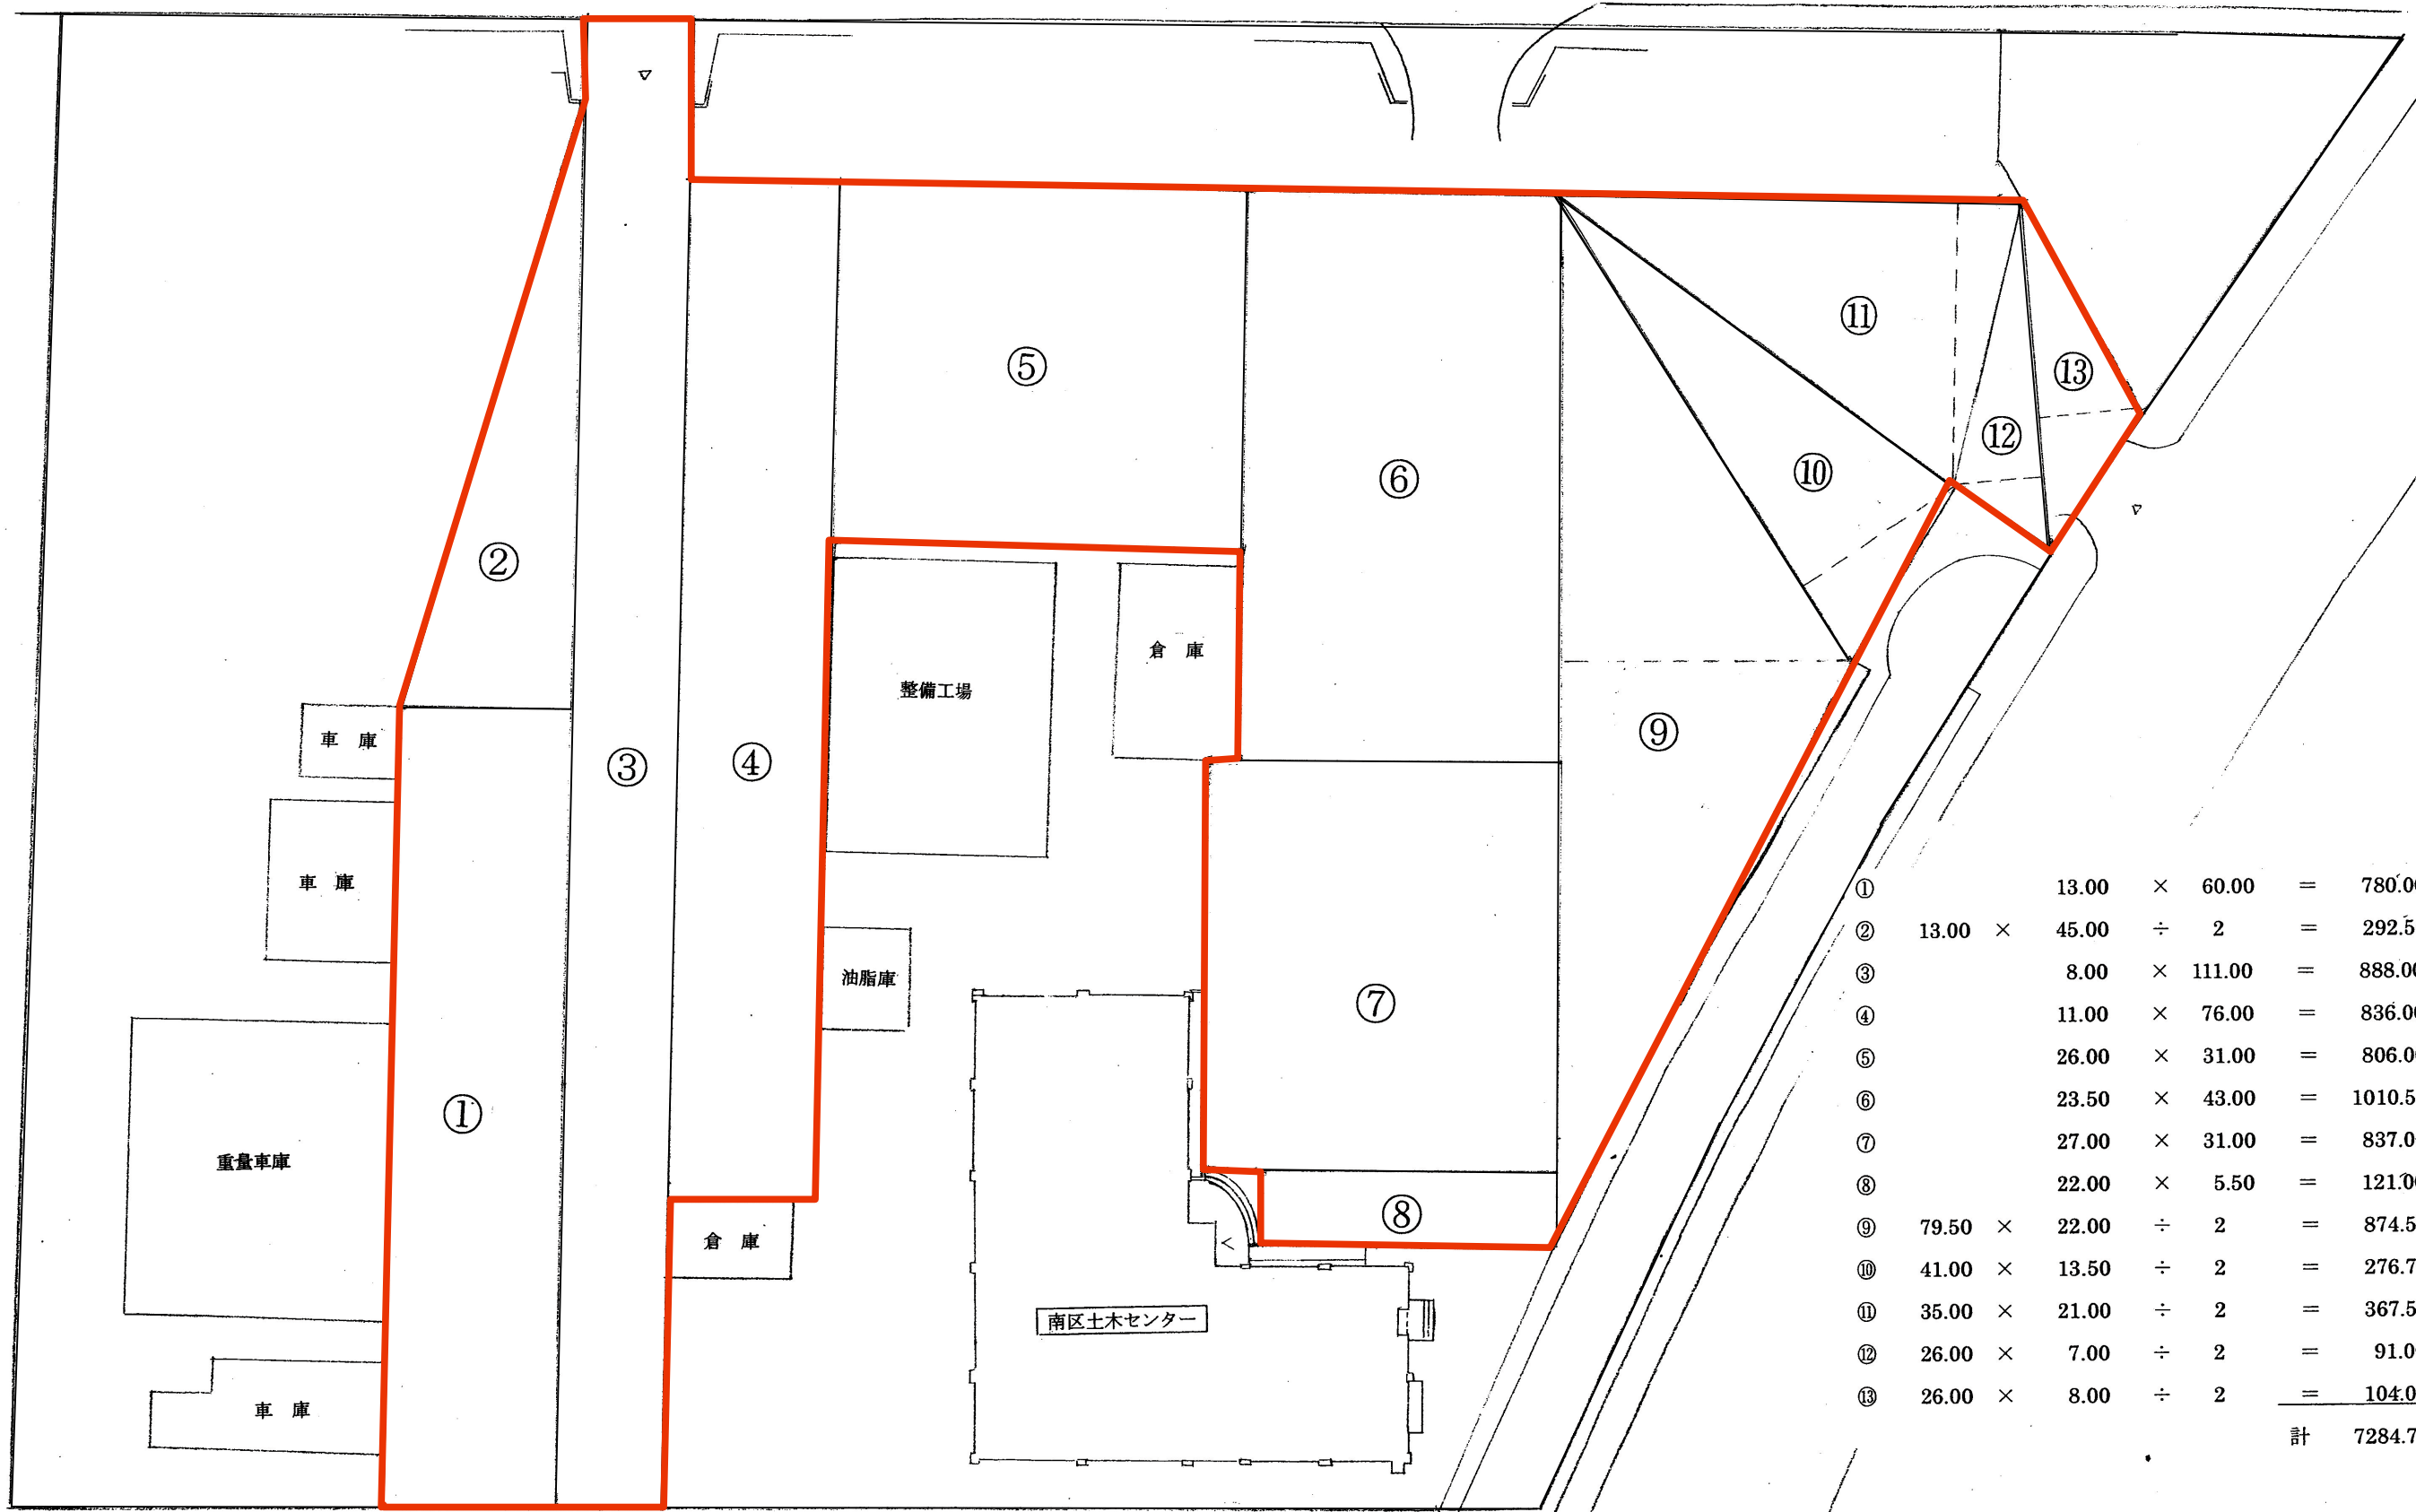 ⑪
⑤
⑬
⑫
⑩
⑥
②
倉 庫
整備工場
⑨
車 庫
③
④
車 庫
油脂庫
⑦
①
重量車庫
⑧
倉 庫
南区土木センター
車 庫
① 13.00 × 60.00 = 780.00
② 13.00 × 45.00 ÷ 2 = 292.5
③ 8.00 × 111.00 = 888.00
④ 11.00 × 76.00 = 836.00
⑤ 26.00 × 31.00 = 806.0
⑥ 23.50 × 43.00 = 1010.5
⑦ 27.00 × 31.00 = 837.0
⑧ 22.00 × 5.50 = 121.00
⑨ 79.50 × 22.00 ÷ 2 = 874.5
⑩ 41.00 × 13.50 ÷ 2 = 276.7
⑪ 35.00 × 21.00 ÷ 2 = 367.5
⑫ 26.00 × 7.00 ÷ 2 = 91.0
⑬ 26.00 × 8.00 ÷ 2 = 104.0
計 7284.7